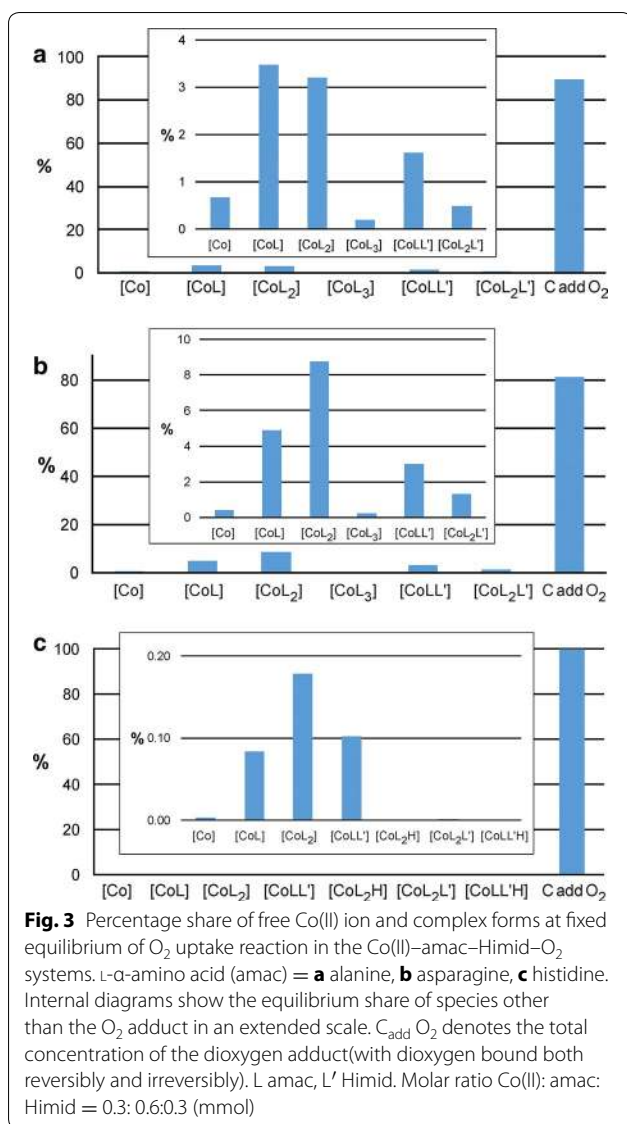 a
100
80
60
40
20
0
%
4
3
2
1
0
%
[Co] [CoL] [CoL₂] [CoL₃] [CoLL'] [CoL₂L']
[Co] [CoL] [CoL₂] [CoL₃] [CoLL'] [CoL₂L'] C add O₂
b
80
60
40
20
0
%
10
8
6
4
2
0
%
[Co] [CoL] [CoL₂] [CoL₃] [CoLL'] [CoL₂L']
[Co] [CoL] [CoL₂] [CoL₃] [CoLL'] [CoL₂L'] C add O₂
c
100
80
60
40
20
0
%
0.20
0.10
0.00
%
[Co] [CoL] [CoL₂] [CoLL'] [CoL₂H] [CoL₂L'] [CoLL'H]
[Co] [CoL] [CoL₂] [CoLL'] [CoL₂H] [CoL₂L'] [CoLL'H] C add O₂
Fig. 3 Percentage share of free Co(II) ion and complex forms at fixed
equilibrium of O₂ uptake reaction in the Co(II)–amac–Himid–O₂
systems. L-α-amino acid (amac) = a alanine, b asparagine, c histidine.
Internal diagrams show the equilibrium share of species other
than the O₂ adduct in an extended scale. C_add O₂ denotes the total
concentration of the dioxygen adduct(with dioxygen bound both
reversibly and irreversibly). L amac, L′ Himid. Molar ratio Co(II): amac:
Himid = 0.3: 0.6:0.3 (mmol)